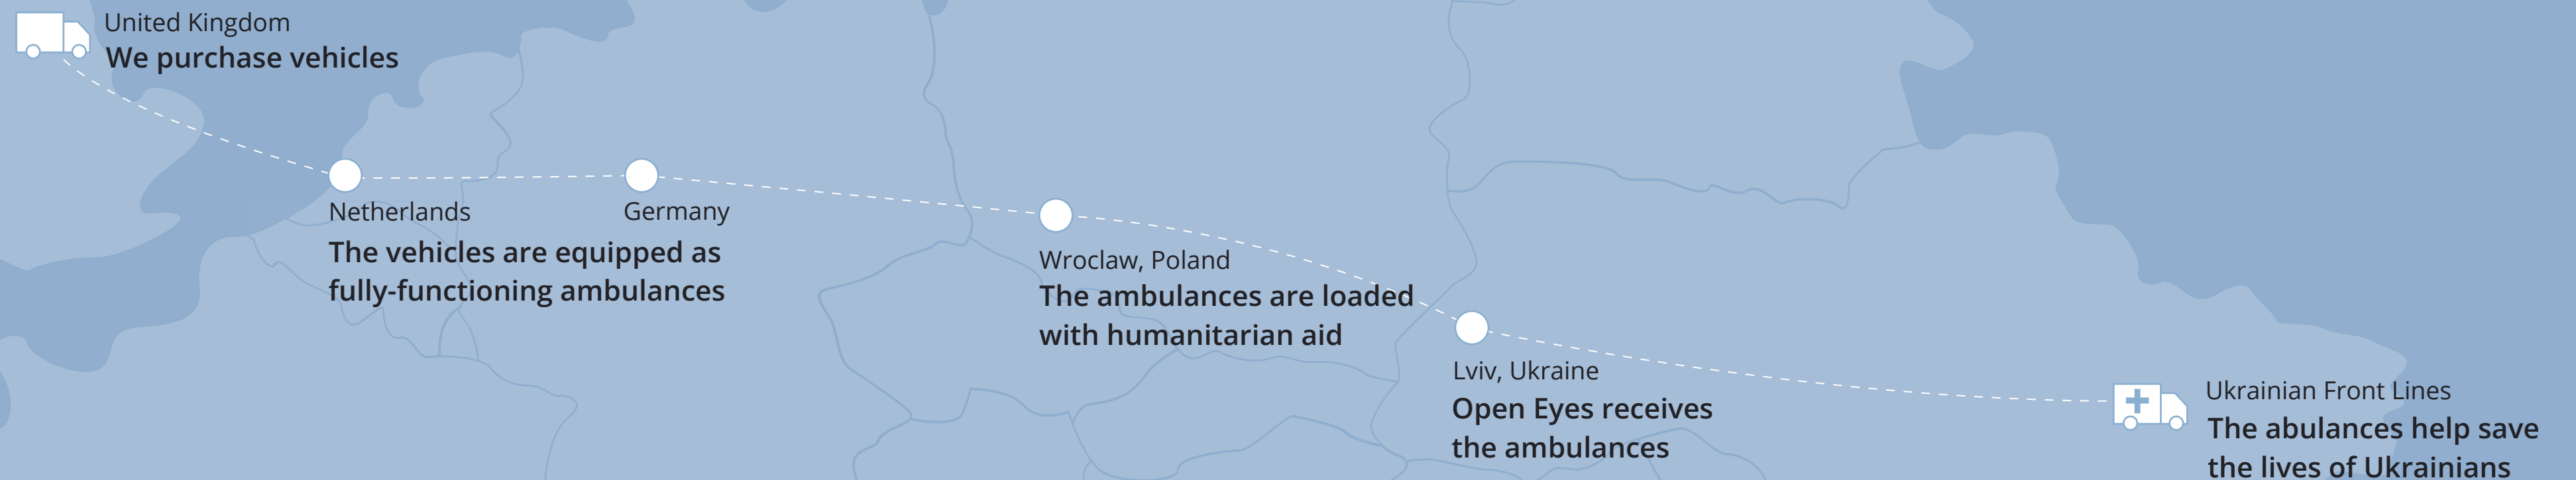 United Kingdom
We purchase vehicles
Netherlands
Germany
The vehicles are equipped as
fully-functioning ambulances
Wroclaw, Poland
The ambulances are loaded
with humanitarian aid
Lviv, Ukraine
Open Eyes receives
the ambulances
Ukrainian Front Lines
The abulances help save
the lives of Ukrainians